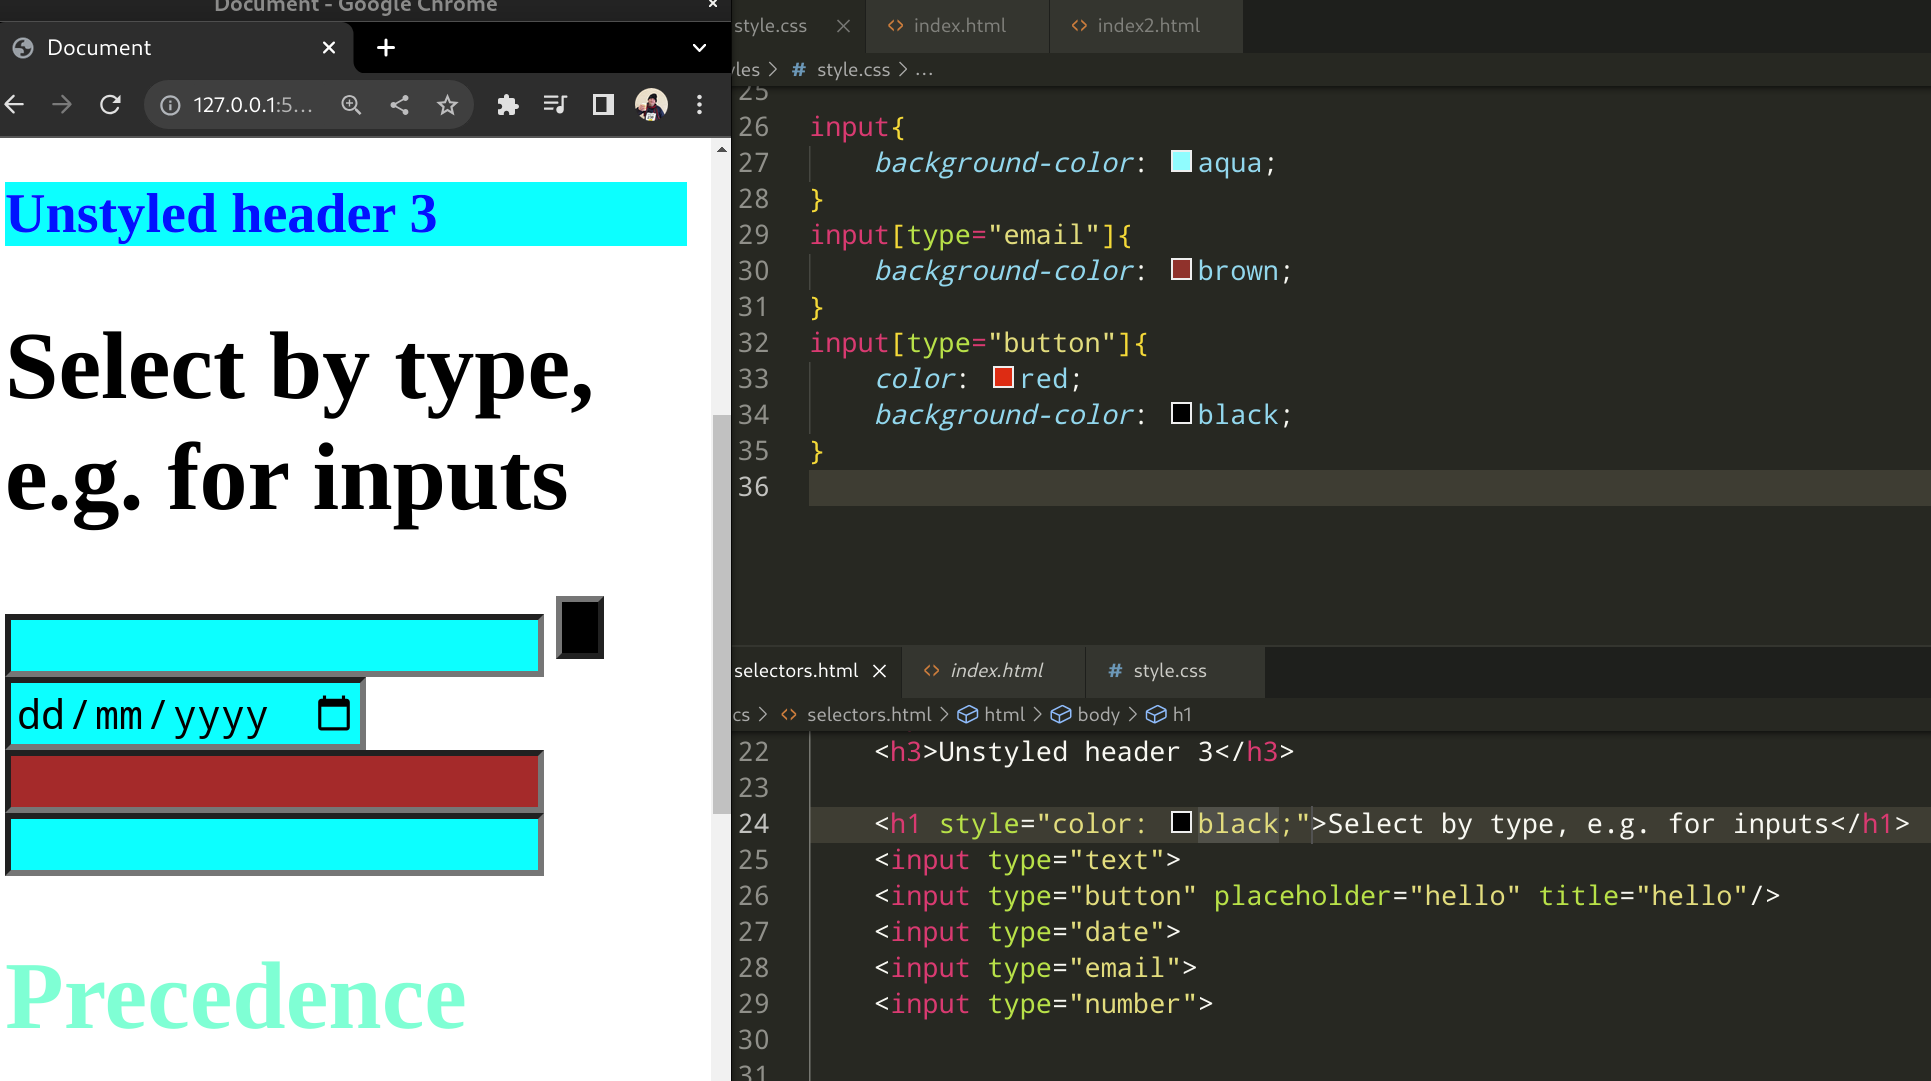 Document - Google Chrome
Document
127.0.0.1:5...
Unstyled header 3
Select by type,
e.g. for inputs
dd/mm/yyyy
Precedence
style.css
index.html
index2.html
style.css > ...
25
26 input{
27 background-color: aqua;
28 }
29 input[type="email"]{
30 background-color: brown;
31 }
32 input[type="button"]{
33 color: red;
34 background-color: black;
35 }
36
selectors.html
index.html
# style.css
cs > selectors.html > html > body > h1
22 <h3>Unstyled header 3</h3>
23
24 <h1 style="color: black;">Select by type, e.g. for inputs</h1>
25 <input type="text">
26 <input type="button" placeholder="hello" title="hello"/>
27 <input type="date">
28 <input type="email">
29 <input type="number">
30
31